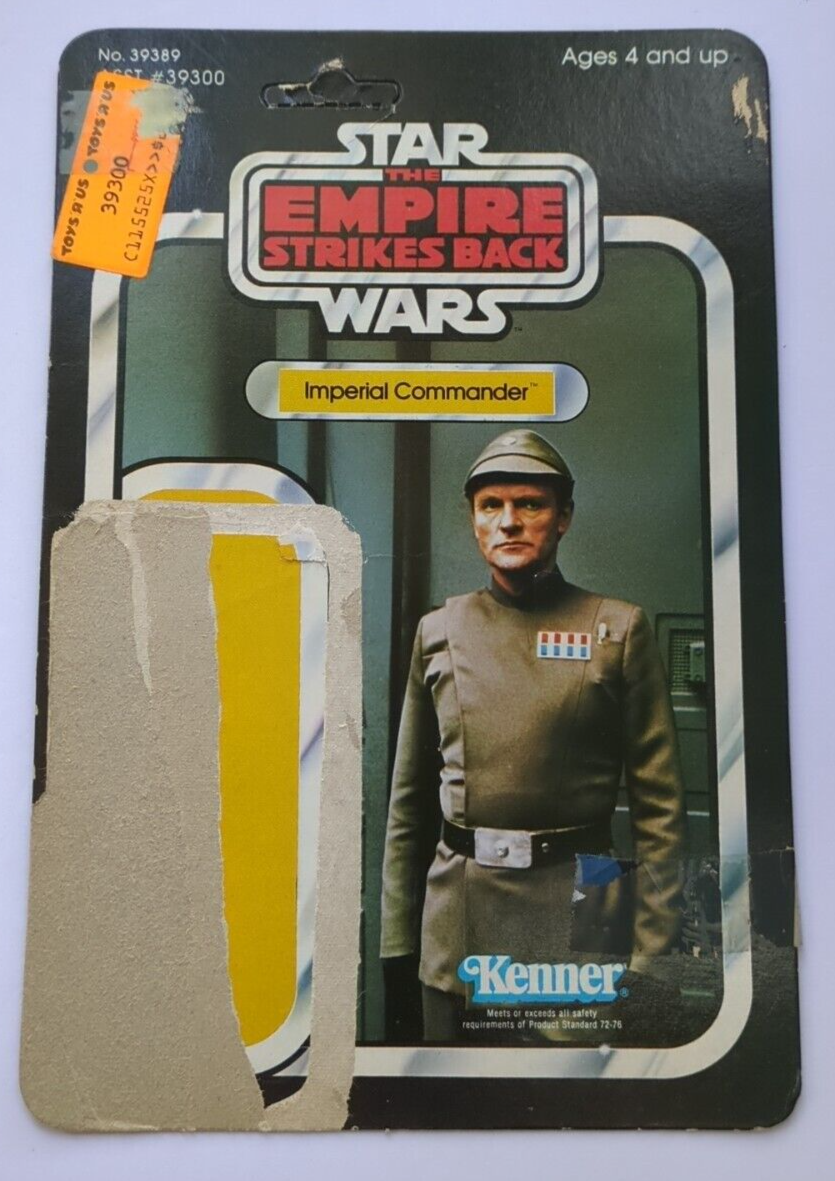 No. 39389
ASST #39300
Ages 4 and up
TOYS R US TOYS R US
39300
C115525X>>$
STAR
THE
EMPIRE
STRIKES BACK
WARS
Imperial Commander™
Kenner®
Meets or exceeds all safety
requirements of Product Standard 72-76